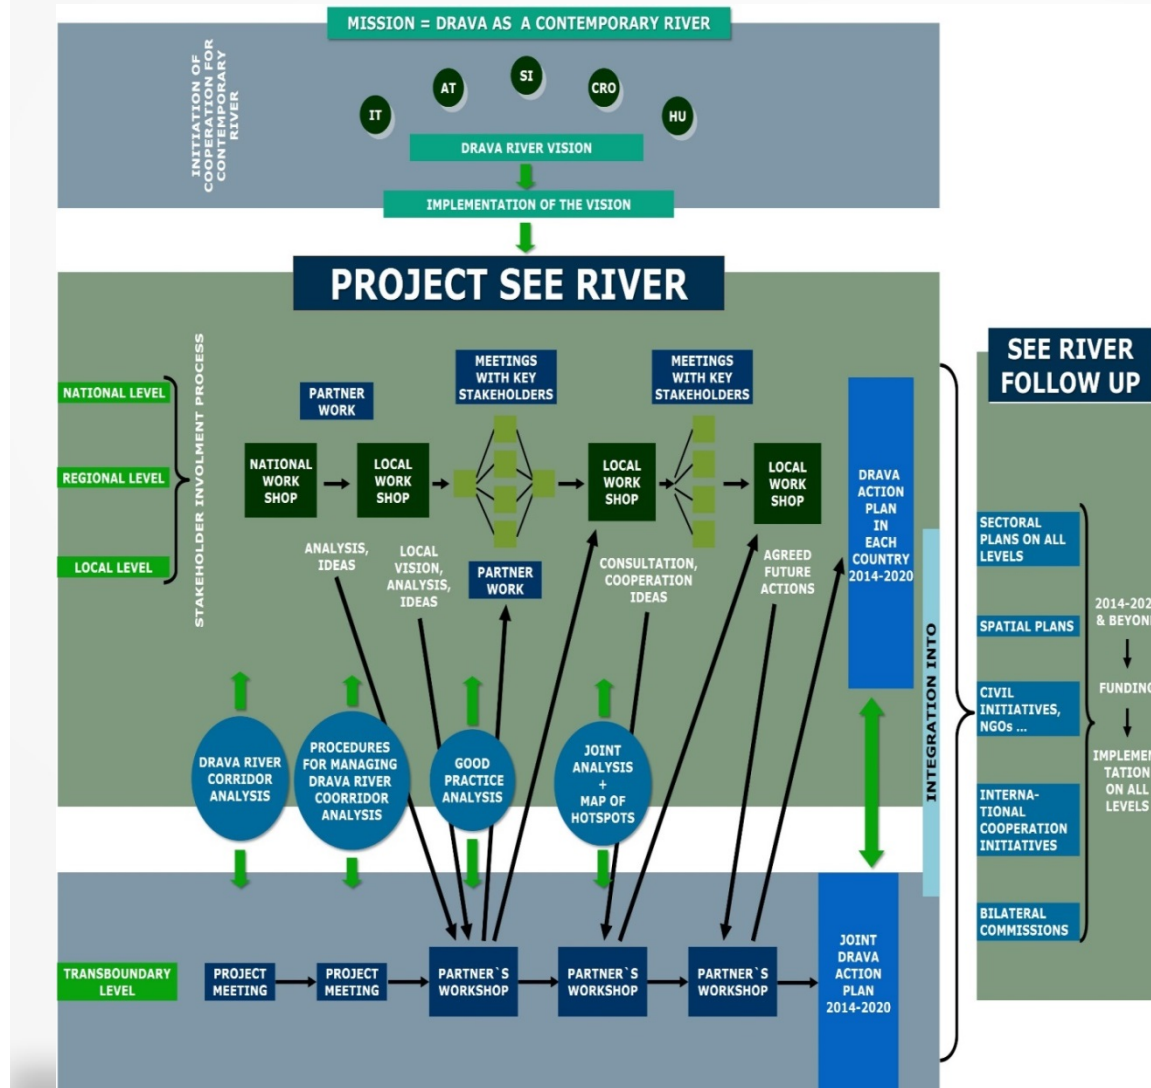 MISSION = DRAVA AS A CONTEMPORARY RIVER
INITIATION OF
COOPERATION FOR
CONTEMPORARY
RIVER
IT
AT
SI
CRO
HU
DRAVA RIVER VISION
IMPLEMENTATION OF THE VISION
PROJECT SEE RIVER
NATIONAL LEVEL
REGIONAL LEVEL
LOCAL LEVEL
STAKEHOLDER INVOLMENT PROCESS
PARTNER
WORK
MEETINGS
WITH KEY
STAKEHOLDERS
MEETINGS
WITH KEY
STAKEHOLDERS
NATIONAL
WORK
SHOP
LOCAL
WORK
SHOP
LOCAL
WORK
SHOP
LOCAL
WORK
SHOP
ANALYSIS,
IDEAS
LOCAL
VISION,
ANALYSIS,
IDEAS
PARTNER
WORK
CONSULTATION,
COOPERATION
IDEAS
AGREED
FUTURE
ACTIONS
DRAVA
ACTION
PLAN
IN
EACH
COUNTRY
2014-2020
DRAVA RIVER
CORRIDOR
ANALYSIS
PROCEDURES
FOR MANAGING
DRAVA RIVER
COORRIDOR
ANALYSIS
GOOD
PRACTICE
ANALYSIS
JOINT
ANALYSIS
+
MAP OF
HOTSPOTS
INTEGRATION INTO
TRANSBOUNDARY
LEVEL
PROJECT
MEETING
PROJECT
MEETING
PARTNER`S
WORKSHOP
PARTNER`S
WORKSHOP
PARTNER`S
WORKSHOP
JOINT
DRAVA
ACTION
PLAN
2014-2020
SEE RIVER
FOLLOW UP
SECTORAL
PLANS ON ALL
LEVELS
SPATIAL PLANS
CIVIL
INITIATIVES,
NGOs ...
INTERNA-
TIONAL
COOPERATION
INITIATIVES
BILATERAL
COMMISSIONS
2014-202
& BEYOND
FUNDING
IMPLEMEN
TATION
ON ALL
LEVELS